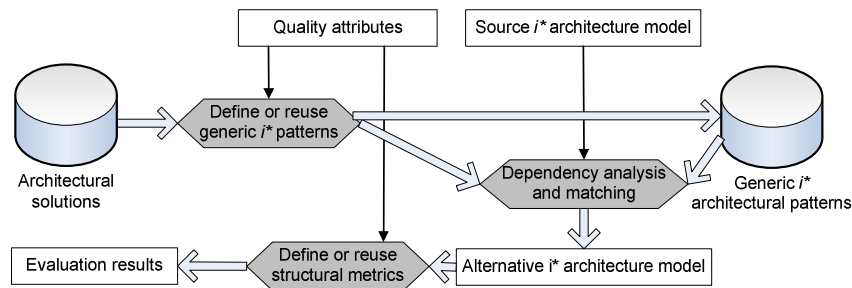 Quality attributes
Source i* architecture model
Define or reuse
generic i* patterns
Architectural
solutions
Dependency analysis
and matching
Generic i*
architectural patterns
Evaluation results
Define or reuse
structural metrics
Alternative i* architecture model